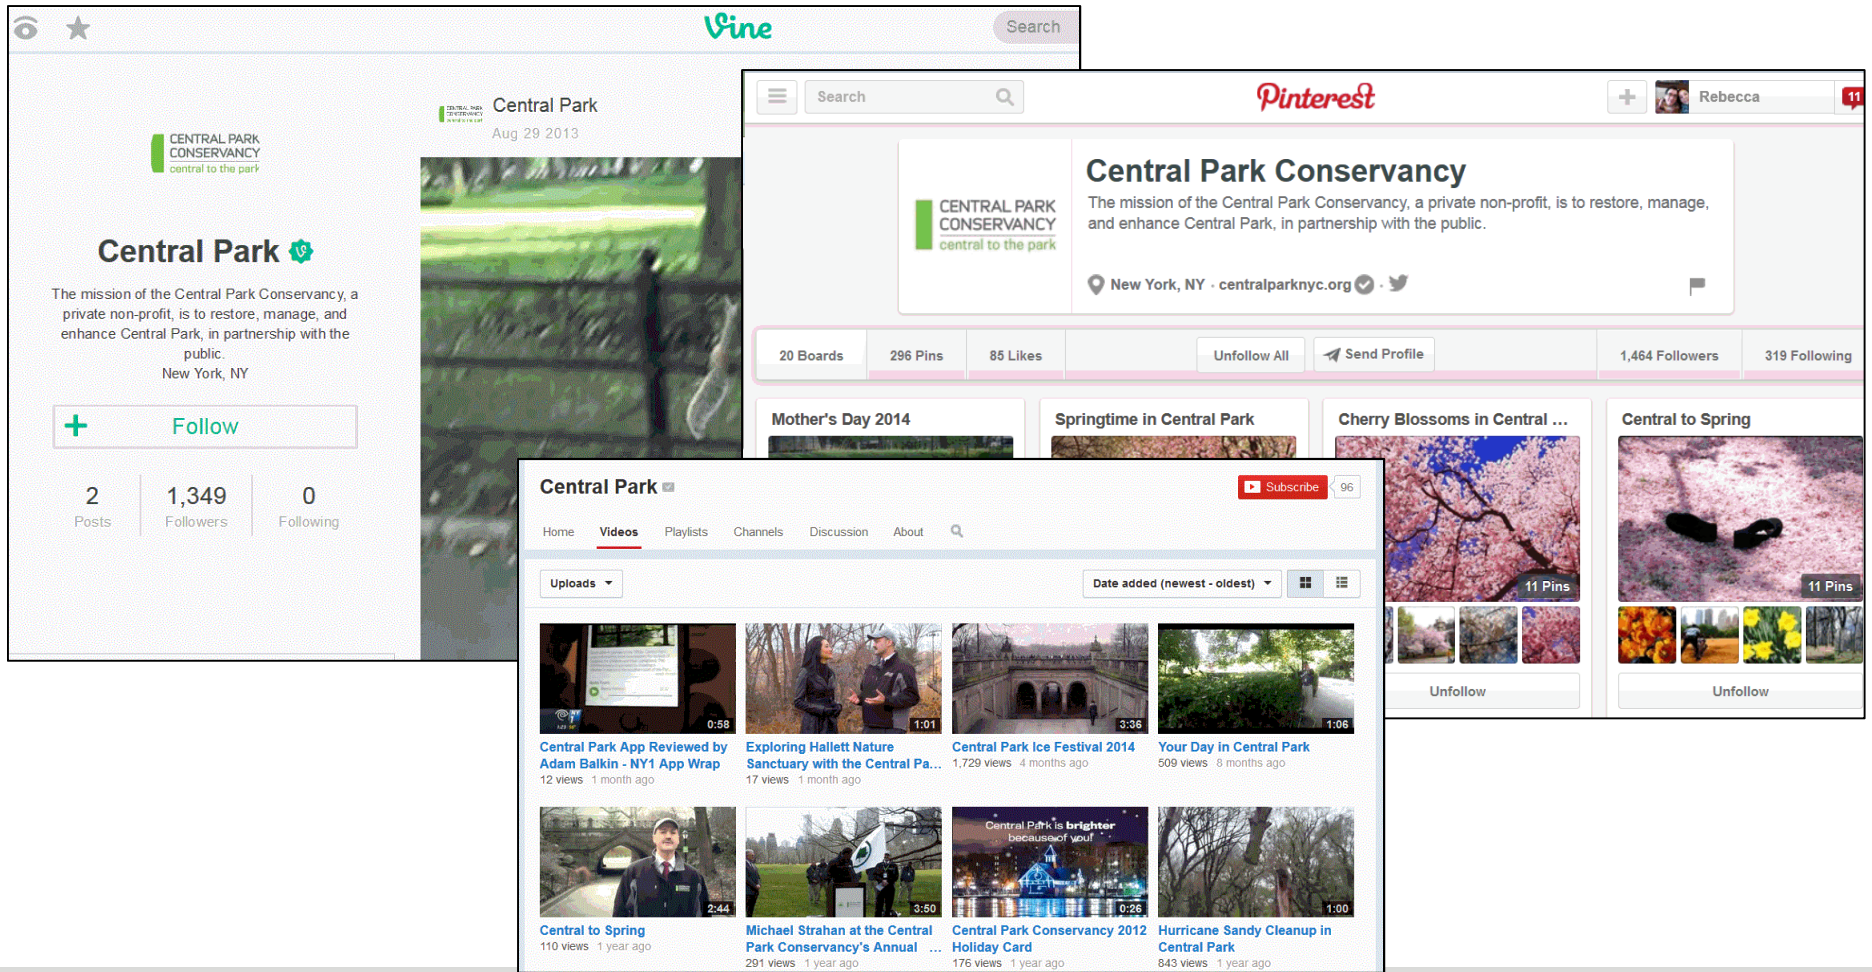 Vine
Search
Central Park
Aug 29 2013
CENTRAL PARK
CONSERVANCY
central to the park
CENTRAL PARK
CONSERVANCY
central to the park
Central Park
The mission of the Central Park Conservancy, a
private non-profit, is to restore, manage, and
enhance Central Park, in partnership with the
public.
New York, NY
Follow
2
Posts
1,349
Followers
0
Following
Search
Pinterest
Rebecca
11
CENTRAL PARK
CONSERVANCY
central to the park
Central Park Conservancy
The mission of the Central Park Conservancy, a private non-profit, is to restore, manage,
and enhance Central Park, in partnership with the public.
New York, NY · centralparknyc.org ·
20 Boards
296 Pins
85 Likes
Unfollow All
Send Profile
1,464 Followers
319 Following
Mother's Day 2014
Springtime in Central Park
Cherry Blossoms in Central ...
11 Pins
Unfollow
Central to Spring
11 Pins
Unfollow
Central Park
Subscribe
96
Home
Videos
Playlists
Channels
Discussion
About
Uploads
Date added (newest - oldest)
0:58
Central Park App Reviewed by
Adam Balkin - NY1 App Wrap
12 views 1 month ago
1:01
Exploring Hallett Nature
Sanctuary with the Central Pa...
17 views 1 month ago
3:36
Central Park Ice Festival 2014
1,729 views 4 months ago
1:06
Your Day in Central Park
509 views 8 months ago
2:44
Central to Spring
110 views 1 year ago
3:50
Michael Strahan at the Central
Park Conservancy's Annual ...
291 views 1 year ago
Central Park is brighter
because of you!
0:26
Central Park Conservancy 2012
Holiday Card
176 views 1 year ago
1:00
Hurricane Sandy Cleanup in
Central Park
843 views 1 year ago